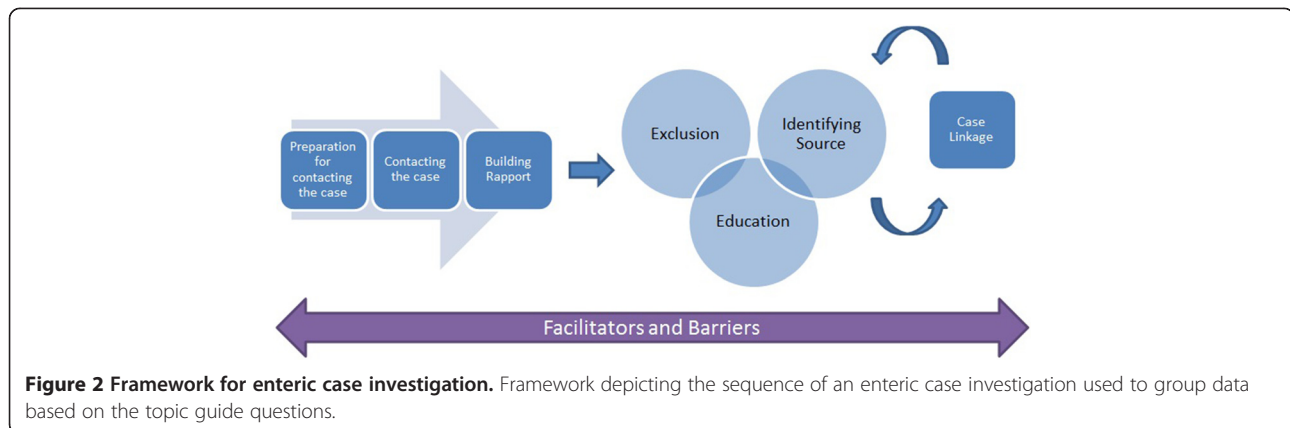 Preparation
for
contacting
the case
Contacting
the case
Building
Rapport
Exclusion
Identifying
Source
Education
Case
Linkage
Facilitators and Barriers
Figure 2 Framework for enteric case investigation. Framework depicting the sequence of an enteric case investigation used to group data
based on the topic guide questions.